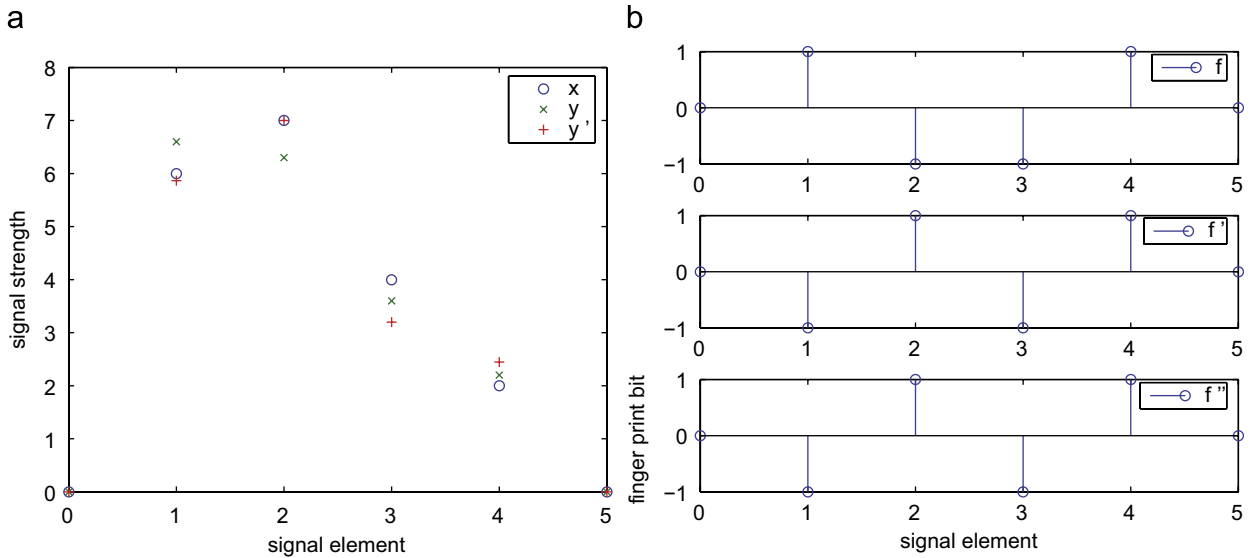 a
8
7
6
5
4
3
2
1
0
0 1 2 3 4 5
signal strength
signal element
x
y
y '
b
1
0
−1
0 1 2 3 4 5
f
1
0
−1
0 1 2 3 4 5
f '
1
0
−1
0 1 2 3 4 5
f ''
finger print bit
signal element